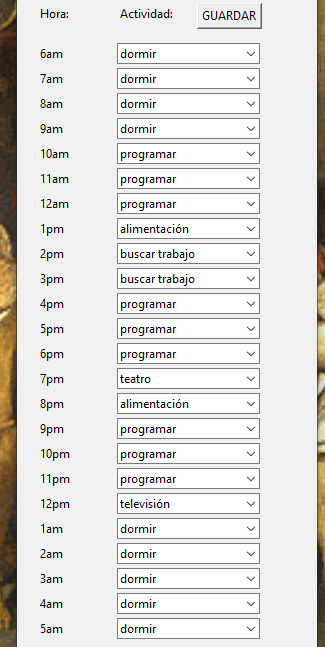 Hora: Actividad: GUARDAR
6am dormir
7am dormir
8am dormir
9am dormir
10am programar
11am programar
12am programar
1pm alimentación
2pm buscar trabajo
3pm buscar trabajo
4pm programar
5pm programar
6pm programar
7pm teatro
8pm alimentación
9pm programar
10pm programar
11pm programar
12pm televisión
1am dormir
2am dormir
3am dormir
4am dormir
5am dormir